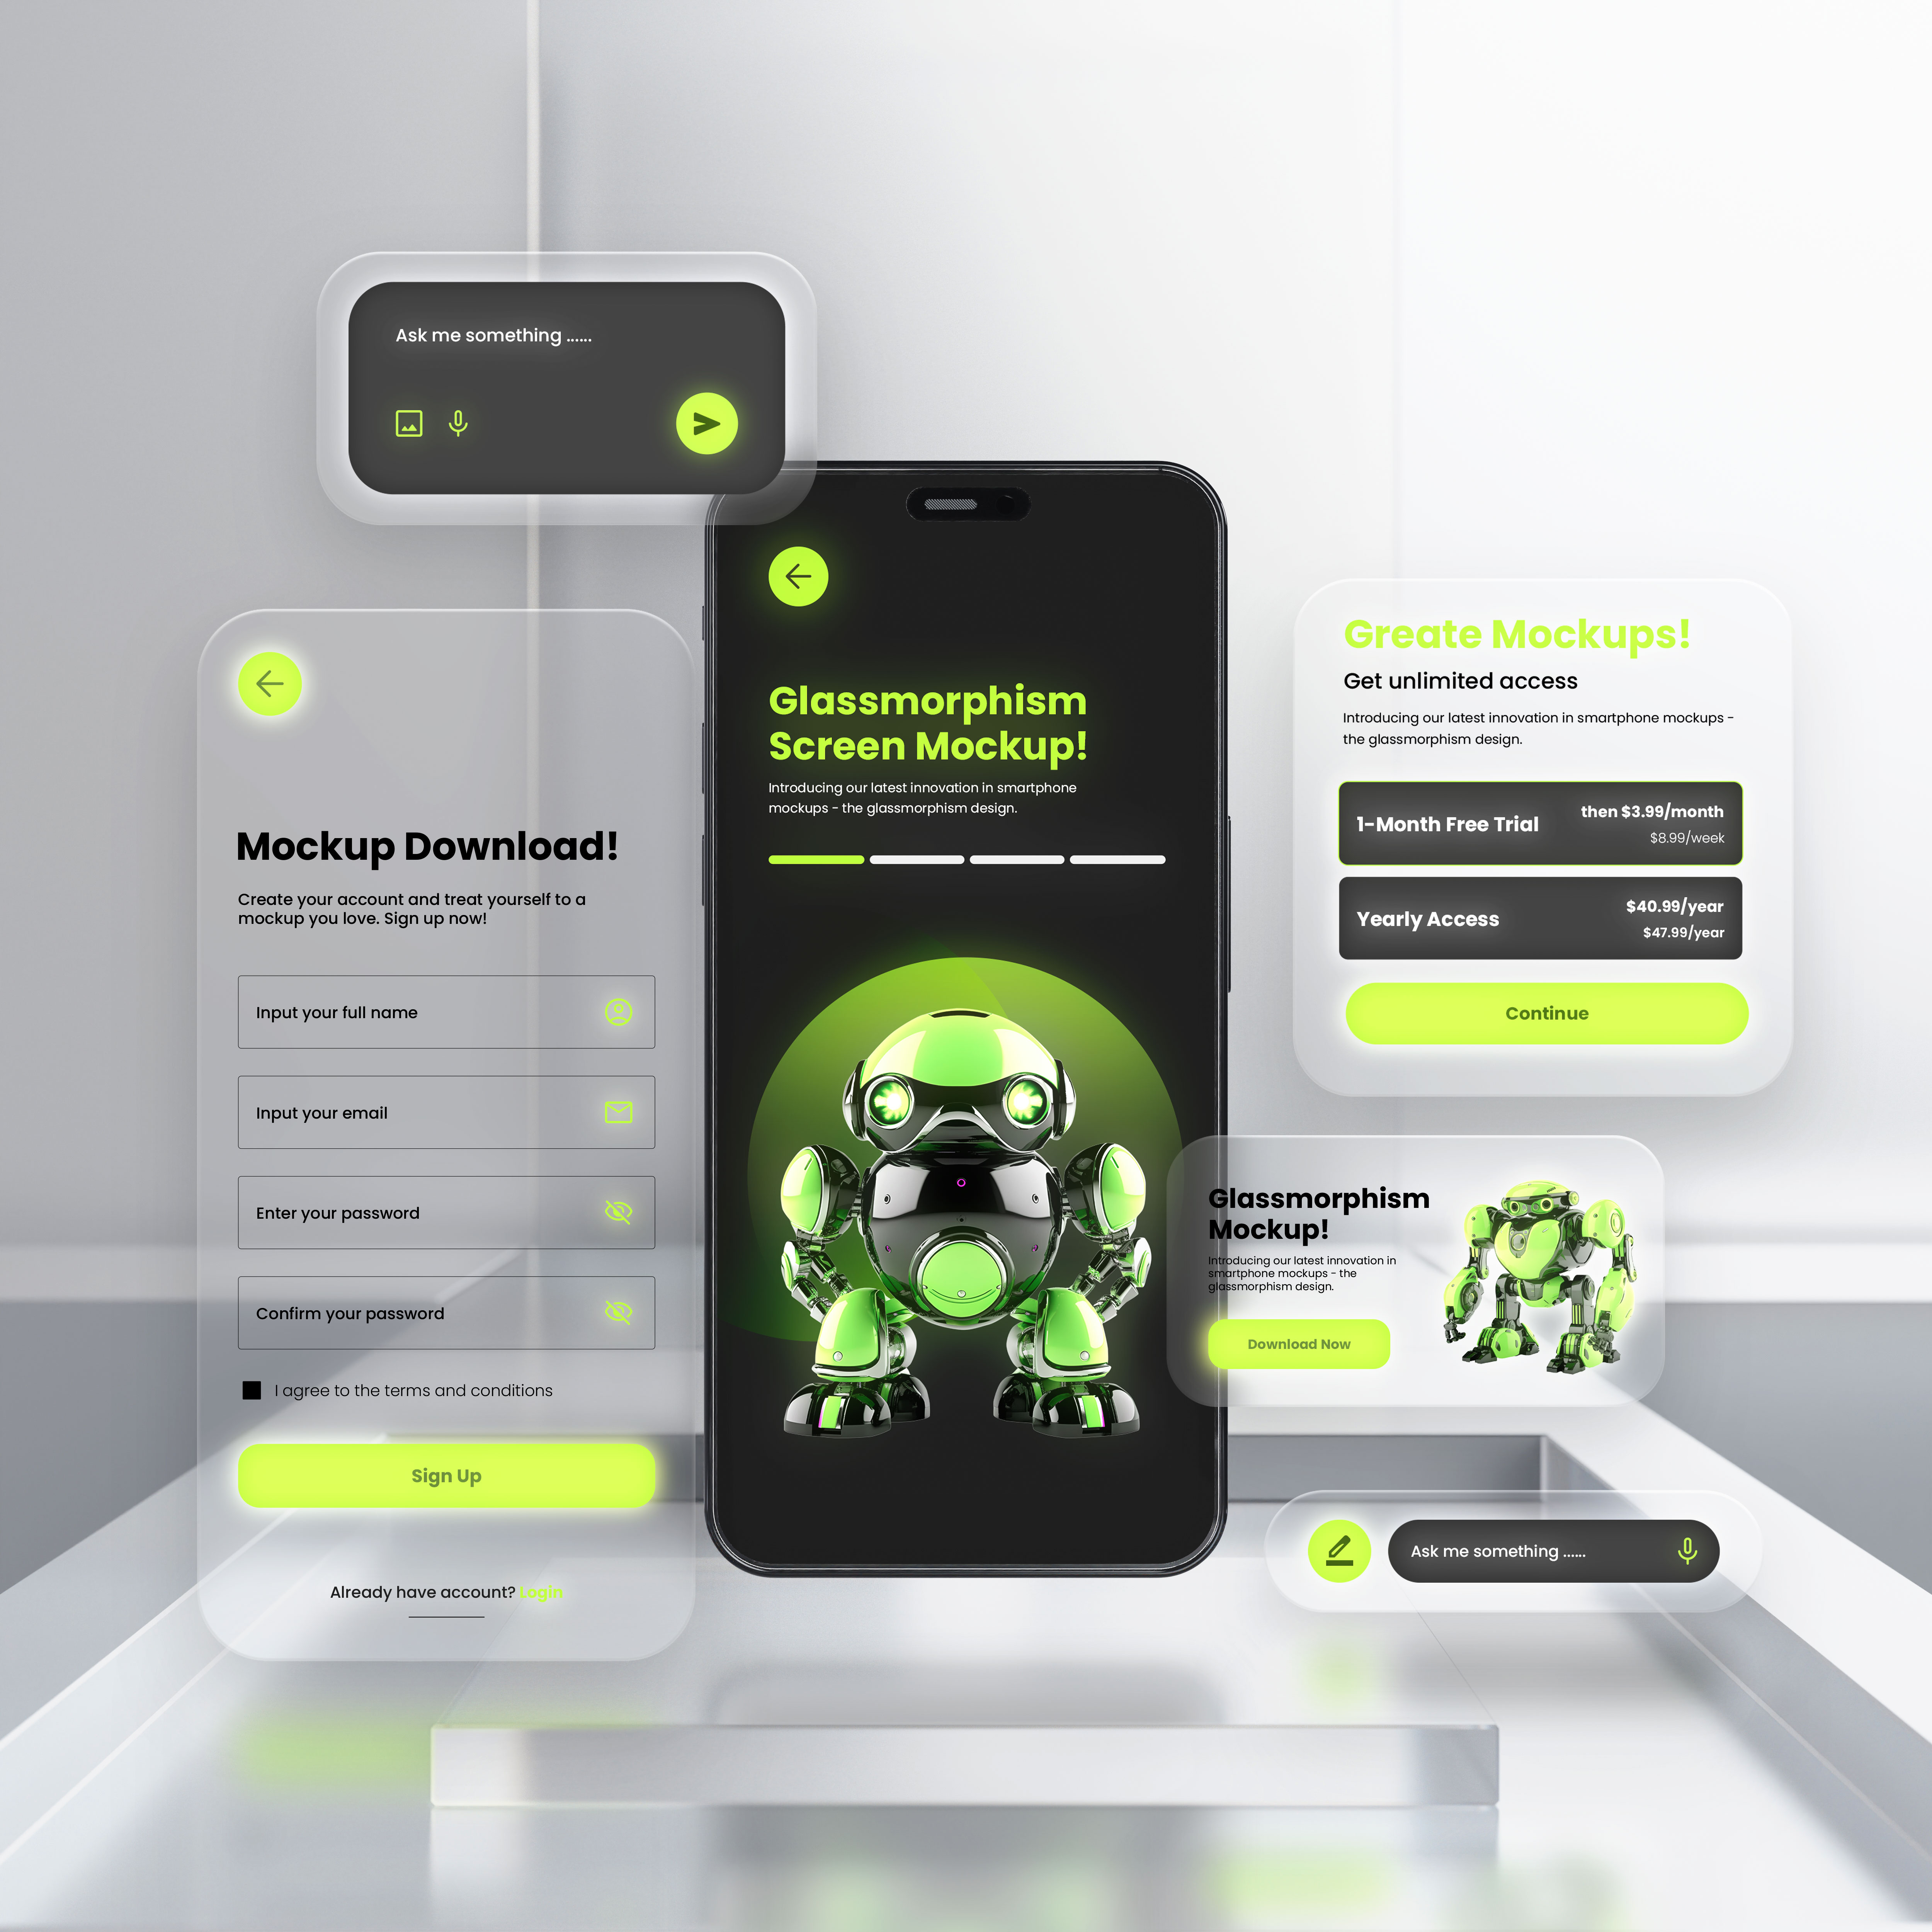 Ask me something ......
Glassmorphism
Screen Mockup!
Introducing our latest innovation in smartphone
mockups - the glassmorphism design.
Mockup Download!
Create your account and treat yourself to a
mockup you love. Sign up now!
Input your full name
Input your email
Enter your password
Confirm your password
I agree to the terms and conditions
Sign Up
Already have account? Login
Greate Mockups!
Get unlimited access
Introducing our latest innovation in smartphone mockups -
the glassmorphism design.
1-Month Free Trial
then $3.99/month
$8.99/week
Yearly Access
$40.99/year
$47.99/year
Continue
Glassmorphism
Mockup!
Introducing our latest innovation in
smartphone mockups - the
glassmorphism design.
Download Now
Ask me something ......